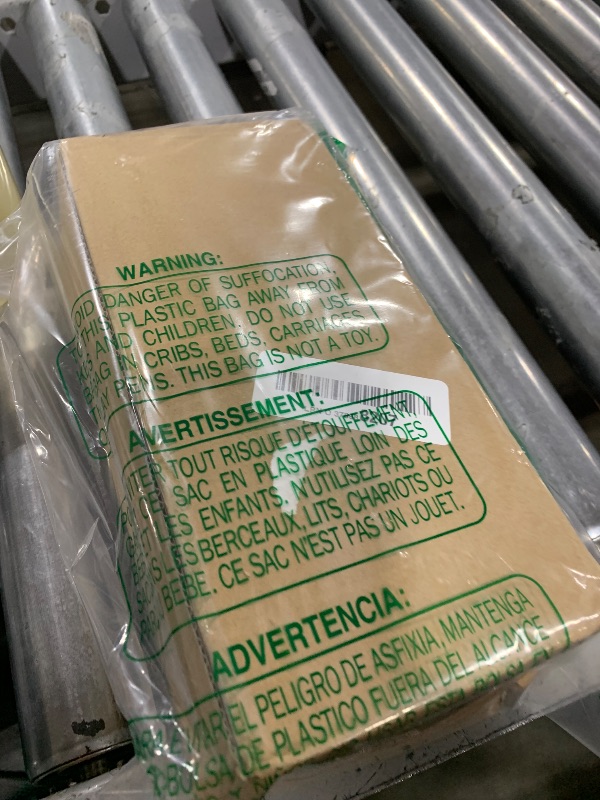 WARNING:
OID DANGER OF SUFFOCATION,
THIS PLASTIC BAG AWAY FROM
AND CHILDREN. DO NOT USE
BAG IN CRIBS, BEDS, CARRIAGES
PENS. THIS BAG IS NOT A TOY.
AVERTISSEMENT:
TOUT RISQUE D'ÉTOUFFEMENT,
SAC EN PLASTIQUE LOIN DES
LES ENFANTS. N'UTILISEZ PAS CE
LES BERCEAUX, LITS, CHARIOTS OU
BÉBÉ. CE SAC N'EST PAS UN JOUET.
ADVERTENCIA:
EL PELIGRO DE ASFIXIA, MANTENGA
BOLSA DE PLASTICO FUERA DEL ALCANCE